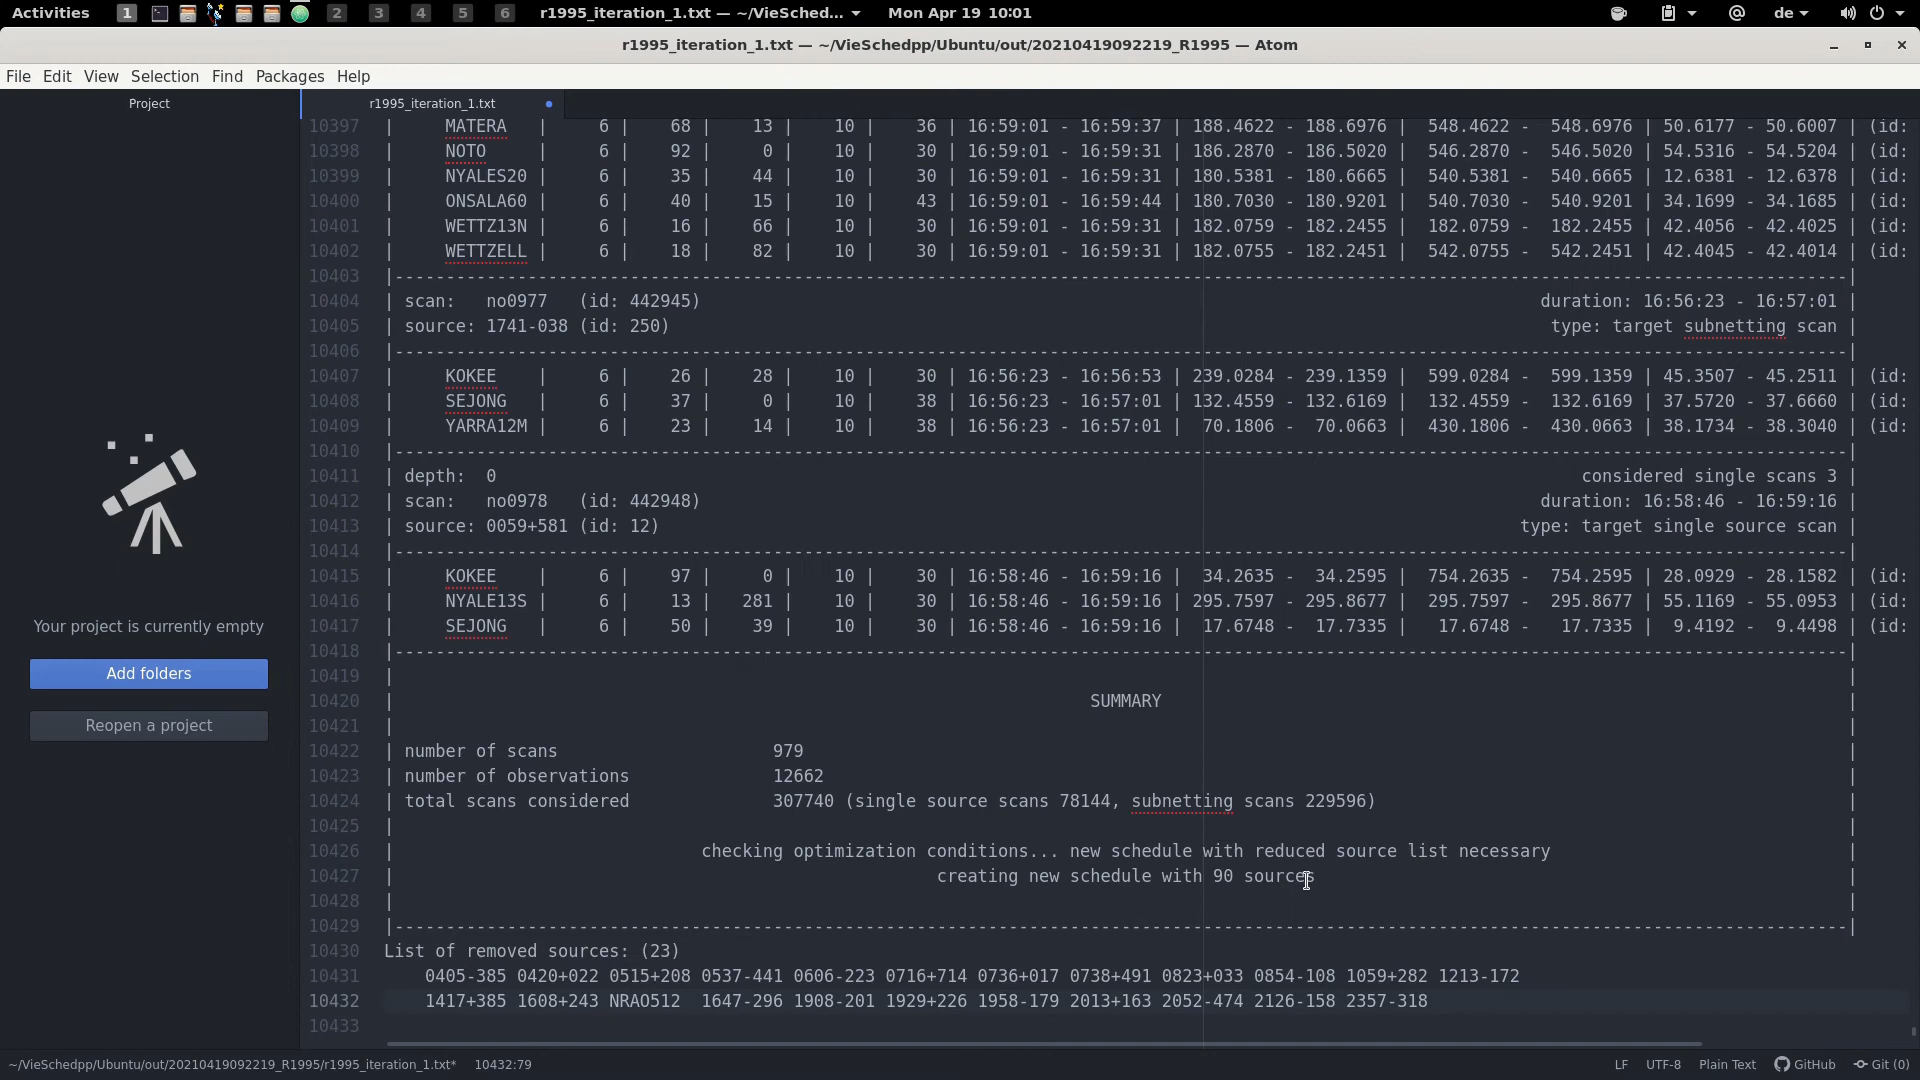 Activities 1 2 3 4 5 6 r1995_iteration_1.txt — ~/VieSched... Mon Apr 19 10:01 de
r1995_iteration_1.txt — ~/VieSchedpp/Ubuntu/out/20210419092219_R1995 — Atom
File Edit View Selection Find Packages Help
Project
r1995_iteration_1.txt
Your project is currently empty
Add folders
Reopen a project
10397 | MATERA | 6 | 68 | 13 | 10 | 36 | 16:59:01 - 16:59:37 | 188.4622 - 188.6976 | 548.4622 - 548.6976 | 50.6177 - 50.6007 | (id:
10398 | NOTO | 6 | 92 | 0 | 10 | 30 | 16:59:01 - 16:59:31 | 186.2870 - 186.5020 | 546.2870 - 546.5020 | 54.5316 - 54.5204 | (id:
10399 | NYALES20 | 6 | 35 | 44 | 10 | 30 | 16:59:01 - 16:59:31 | 180.5381 - 180.6665 | 540.5381 - 540.6665 | 12.6381 - 12.6378 | (id:
10400 | ONSALA60 | 6 | 40 | 15 | 10 | 43 | 16:59:01 - 16:59:44 | 180.7030 - 180.9201 | 540.7030 - 540.9201 | 34.1699 - 34.1685 | (id:
10401 | WETTZ13N | 6 | 16 | 66 | 10 | 30 | 16:59:01 - 16:59:31 | 182.0759 - 182.2455 | 182.0759 - 182.2455 | 42.4056 - 42.4025 | (id:
10402 | WETTZELL | 6 | 18 | 82 | 10 | 30 | 16:59:01 - 16:59:31 | 182.0755 - 182.2451 | 542.0755 - 542.2451 | 42.4045 - 42.4014 | (id:
10403 |----------|
10404 | scan: no0977 (id: 442945) duration: 16:56:23 - 16:57:01 |
10405 | source: 1741-038 (id: 250) type: target subnetting scan |
10406 |----------|
10407 | KOKEE | 6 | 26 | 28 | 10 | 30 | 16:56:23 - 16:56:53 | 239.0284 - 239.1359 | 599.0284 - 599.1359 | 45.3507 - 45.2511 | (id:
10408 | SEJONG | 6 | 37 | 0 | 10 | 38 | 16:56:23 - 16:57:01 | 132.4559 - 132.6169 | 132.4559 - 132.6169 | 37.5720 - 37.6660 | (id:
10409 | YARRA12M | 6 | 23 | 14 | 10 | 38 | 16:56:23 - 16:57:01 | 70.1806 - 70.0663 | 430.1806 - 430.0663 | 38.1734 - 38.3040 | (id:
10410 |----------|
10411 | depth: 0 considered single scans 3 |
10412 | scan: no0978 (id: 442948) duration: 16:58:46 - 16:59:16 |
10413 | source: 0059+581 (id: 12) type: target single source scan |
10414 |----------|
10415 | KOKEE | 6 | 97 | 0 | 10 | 30 | 16:58:46 - 16:59:16 | 34.2635 - 34.2595 | 754.2635 - 754.2595 | 28.0929 - 28.1582 | (id:
10416 | NYALE13S | 6 | 13 | 281 | 10 | 30 | 16:58:46 - 16:59:16 | 295.7597 - 295.8677 | 295.7597 - 295.8677 | 55.1169 - 55.0953 | (id:
10417 | SEJONG | 6 | 50 | 39 | 10 | 30 | 16:58:46 - 16:59:16 | 17.6748 - 17.7335 | 17.6748 - 17.7335 | 9.4192 - 9.4498 | (id:
10418 |----------|
10419 | |
10420 | SUMMARY |
10421 | |
10422 | number of scans 979 |
10423 | number of observations 12662 |
10424 | total scans considered 307740 (single source scans 78144, subnetting scans 229596) |
10425 | |
10426 | checking optimization conditions... new schedule with reduced source list necessary |
10427 | creating new schedule with 90 sources |
10428 | |
10429 |----------|
10430 List of removed sources: (23)
10431 0405-385 0420+022 0515+208 0537-441 0606-223 0716+714 0736+017 0738+491 0823+033 0854-108 1059+282 1213-172
10432 1417+385 1608+243 NRAO512 1647-296 1908-201 1929+226 1958-179 2013+163 2052-474 2126-158 2357-318
10433
~/VieSchedpp/Ubuntu/out/20210419092219_R1995/r1995_iteration_1.txt* 10432:79 LF UTF-8 Plain Text GitHub Git (0)